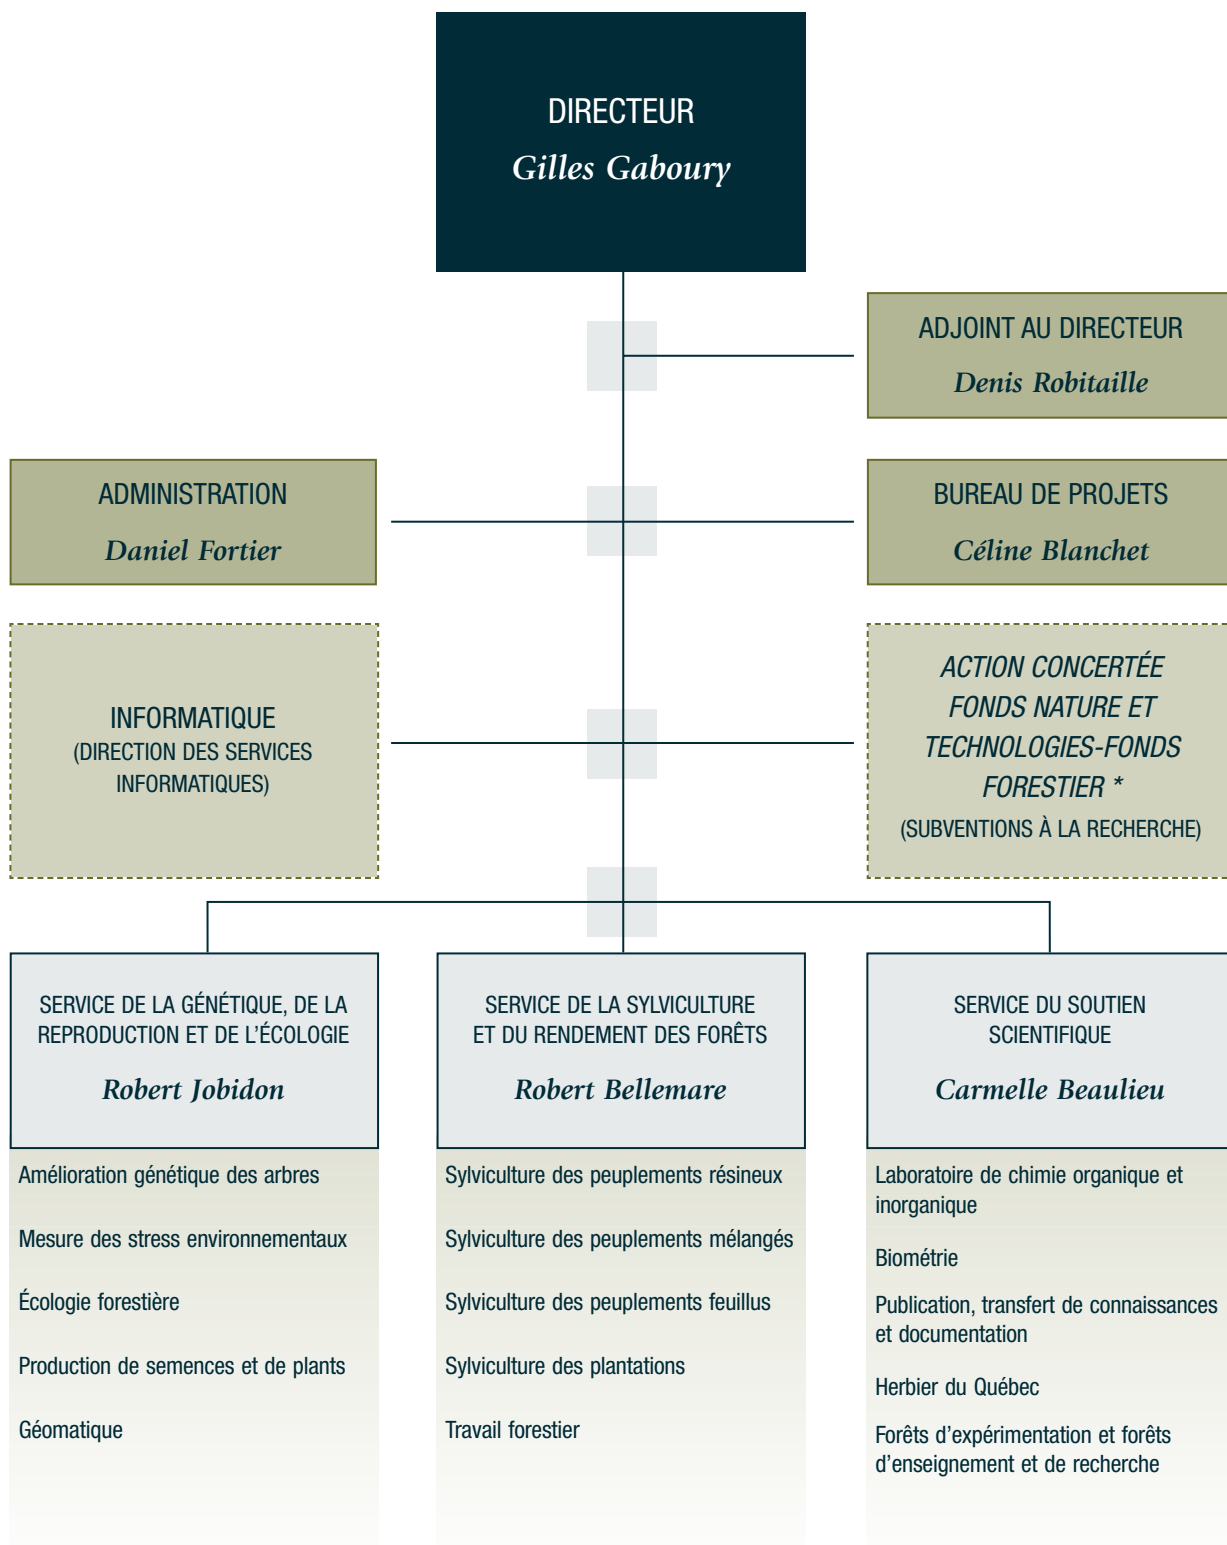 DIRECTEUR
Gilles Gaboury
ADJOINT AU DIRECTEUR
Denis Robitaille
ADMINISTRATION
Daniel Fortier
BUREAU DE PROJETS
Céline Blanchet
INFORMATIQUE
(DIRECTION DES SERVICES
INFORMATIQUES)
ACTION CONCERTÉE
FONDS NATURE ET
TECHNOLOGIES-FONDS
FORESTIER *
(SUBVENTIONS À LA RECHERCHE)
SERVICE DE LA GÉNÉTIQUE, DE LA
REPRODUCTION ET DE L'ÉCOLOGIE
Robert Jobidon
Amélioration génétique des arbres
Mesure des stress environnementaux
Écologie forestière
Production de semences et de plants
Géomatique
SERVICE DE LA SYLVICULTURE
ET DU RENDEMENT DES FORÊTS
Robert Bellemare
Sylviculture des peuplements résineux
Sylviculture des peuplements mélangés
Sylviculture des peuplements feuillus
Sylviculture des plantations
Travail forestier
SERVICE DU SOUTIEN
SCIENTIFIQUE
Carmelle Beaulieu
Laboratoire de chimie organique et
inorganique
Biométrie
Publication, transfert de connaissances
et documentation
Herbier du Québec
Forêts d'expérimentation et forêts
d'enseignement et de recherche